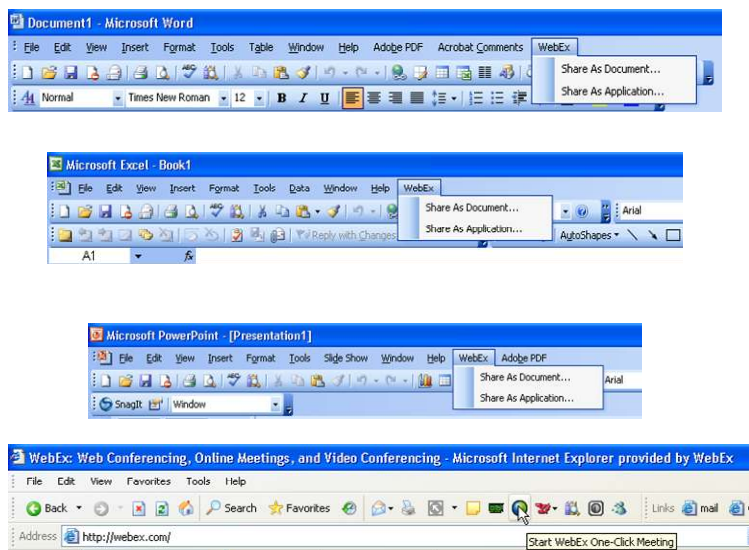 Document1 - Microsoft Word
File Edit View Insert Format Tools Table Window Help Adobe PDF Acrobat Comments WebEx
Share As Document...
Normal Times New Roman 12 B I U
Share As Application...
Microsoft Excel - Book1
File Edit View Insert Format Tools Data Window Help WebEx
Share As Document... Arial
Share As Application...
Reply with Changes AutoShapes
A1 fx
Microsoft PowerPoint - [Presentation1]
File Edit View Insert Format Tools Slide Show Window Help WebEx Adobe PDF
Share As Document... Arial
SnagIt Window
Share As Application...
WebEx: Web Conferencing, Online Meetings, and Video Conferencing - Microsoft Internet Explorer provided by WebEx
File Edit View Favorites Tools Help
Back Search Favorites Links mail
Address http://webex.com/
Start WebEx One-Click Meeting